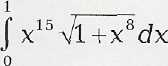 ∫₀¹ x¹⁵ √(1+x⁸) dx